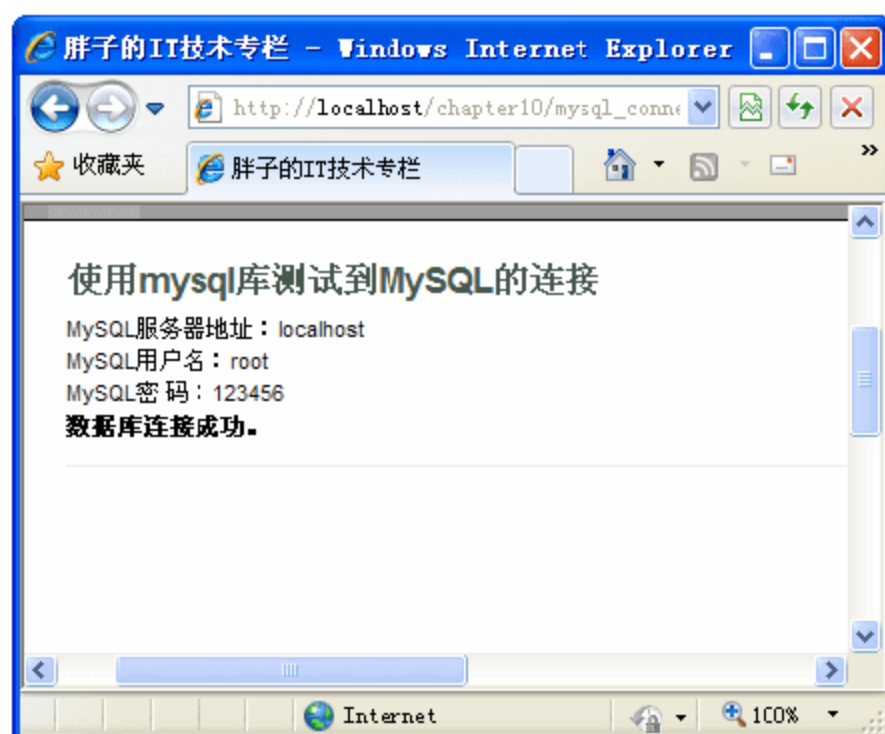 胖子的IT技术专栏 - Windows Internet Explorer
http://localhost/chapter10/mysql_conne
收藏夹
胖子的IT技术专栏
使用mysql库测试到MySQL的连接
MySQL服务器地址：localhost
MySQL用户名：root
MySQL密 码：123456
数据库连接成功。
Internet
100%